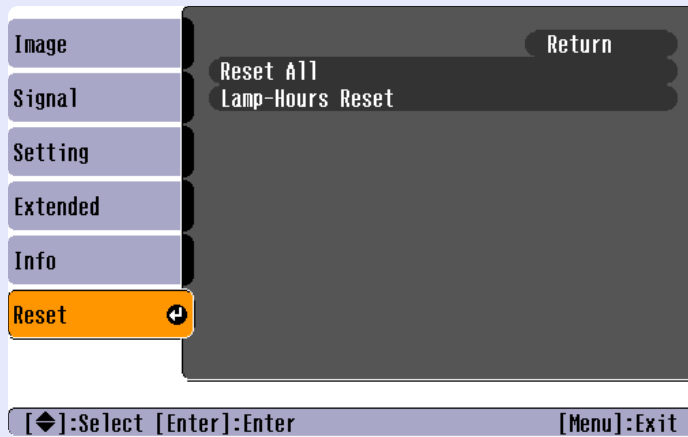 Image
Signal
Setting
Extended
Info
Reset
Return
Reset All
Lamp-Hours Reset
[◆]:Select [Enter]:Enter [Menu]:Exit